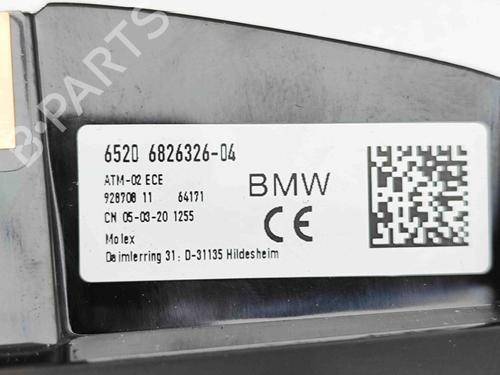 B-PARTS
6520 6826326-04
ATM-02 ECE
928708 11 64171
CN 05-03-20 1255
BMW
CE
Molex
Daimlerring 31; D-31135 Hildesheim